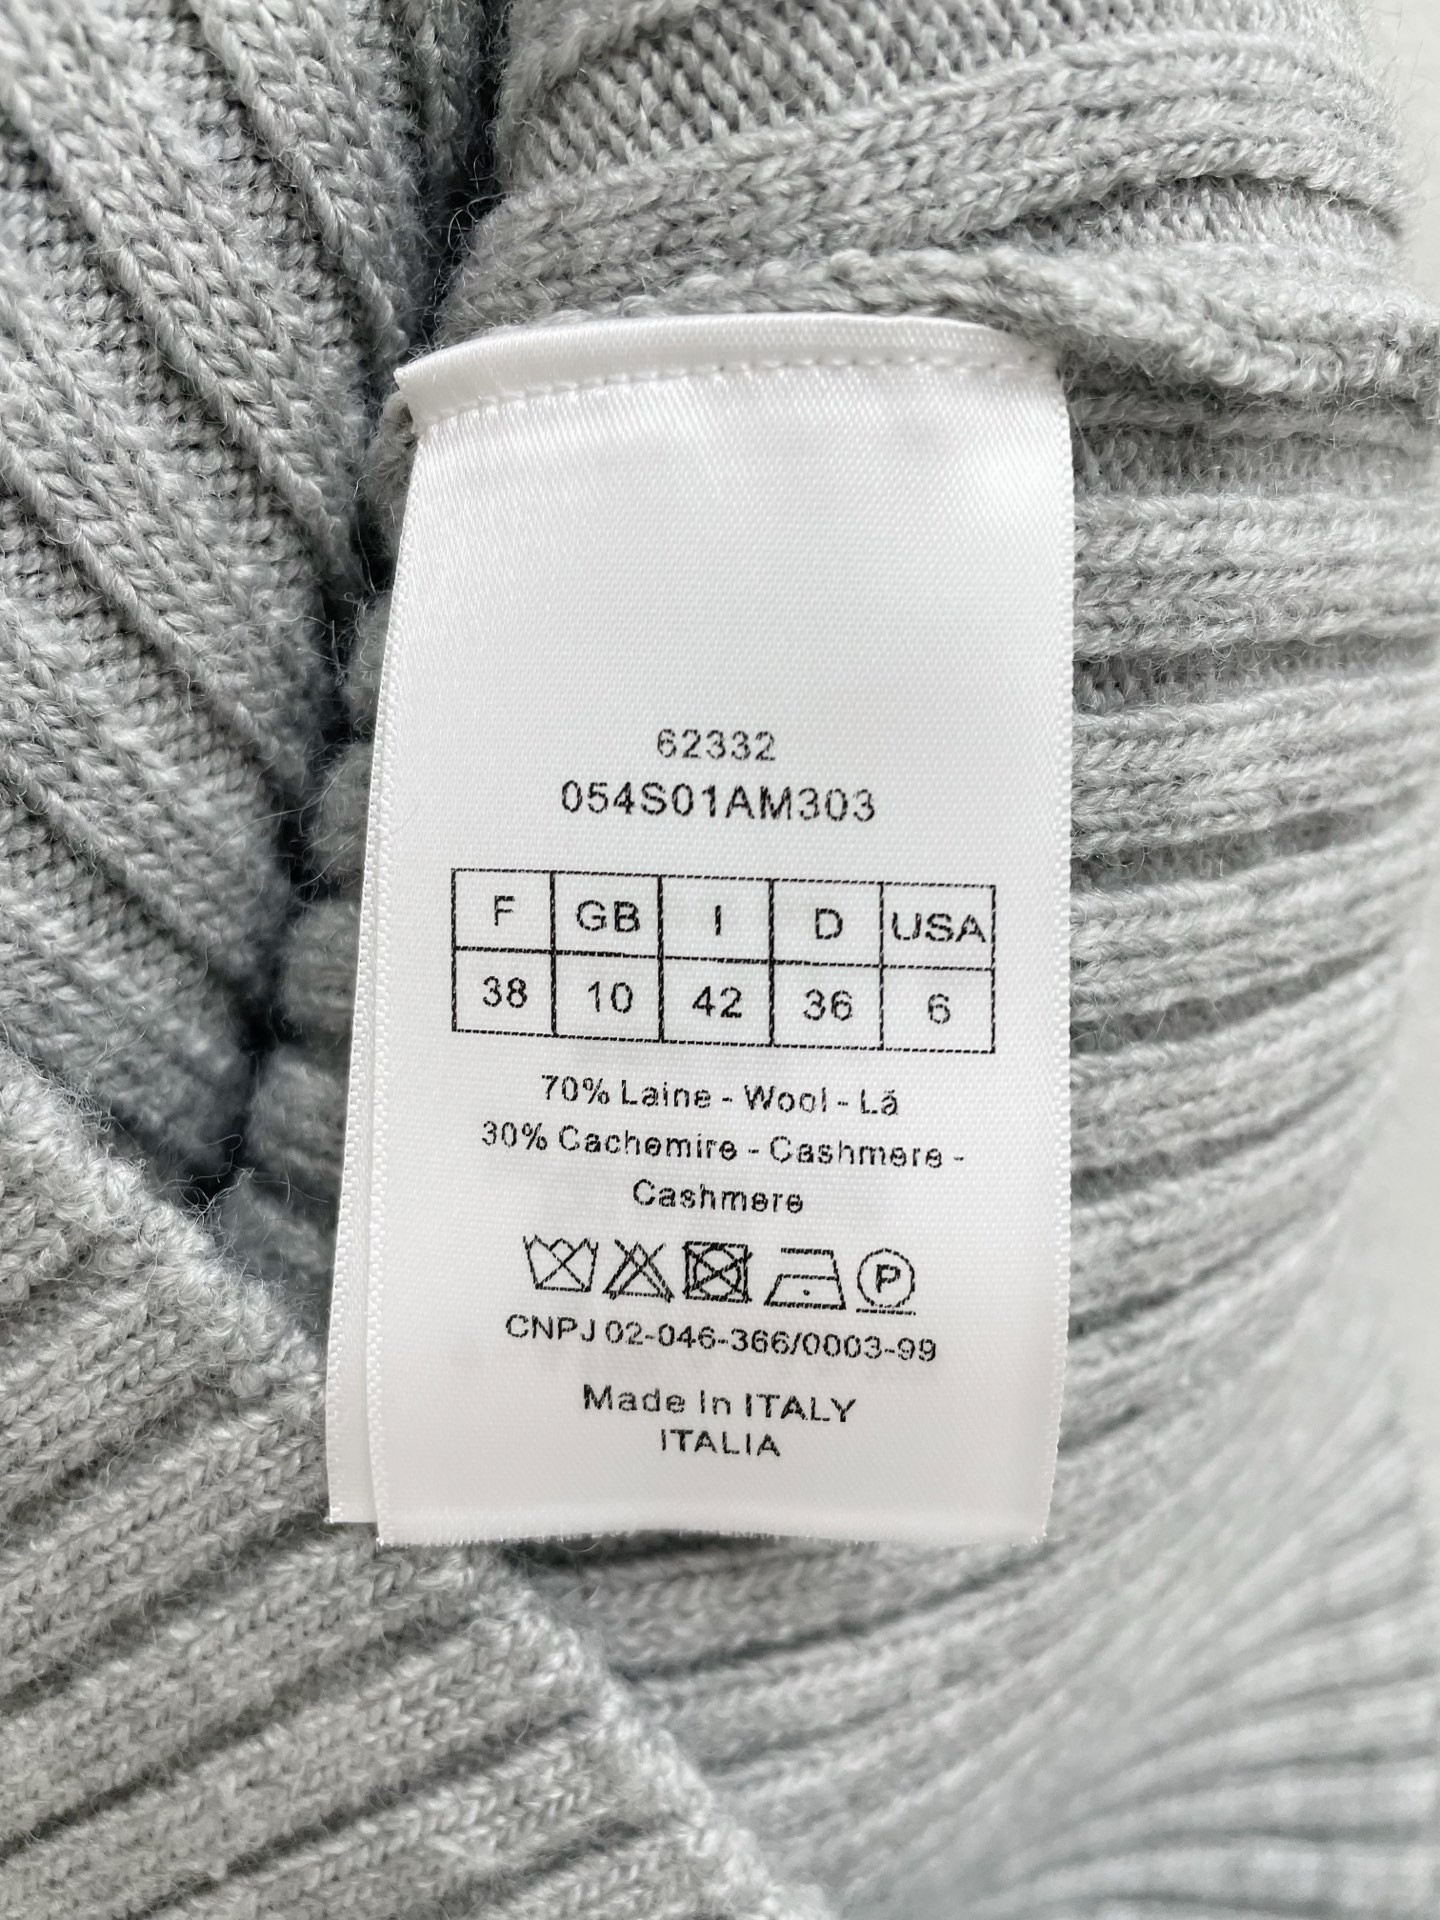 62332
054S01AM303
F GB I D USA
38 10 42 36 6
70% Laine - Wool - Lã
30% Cachemire - Cashmere -
Cashmere
P
CNPJ 02-046-366/0003-99
Made In ITALY
ITALIA